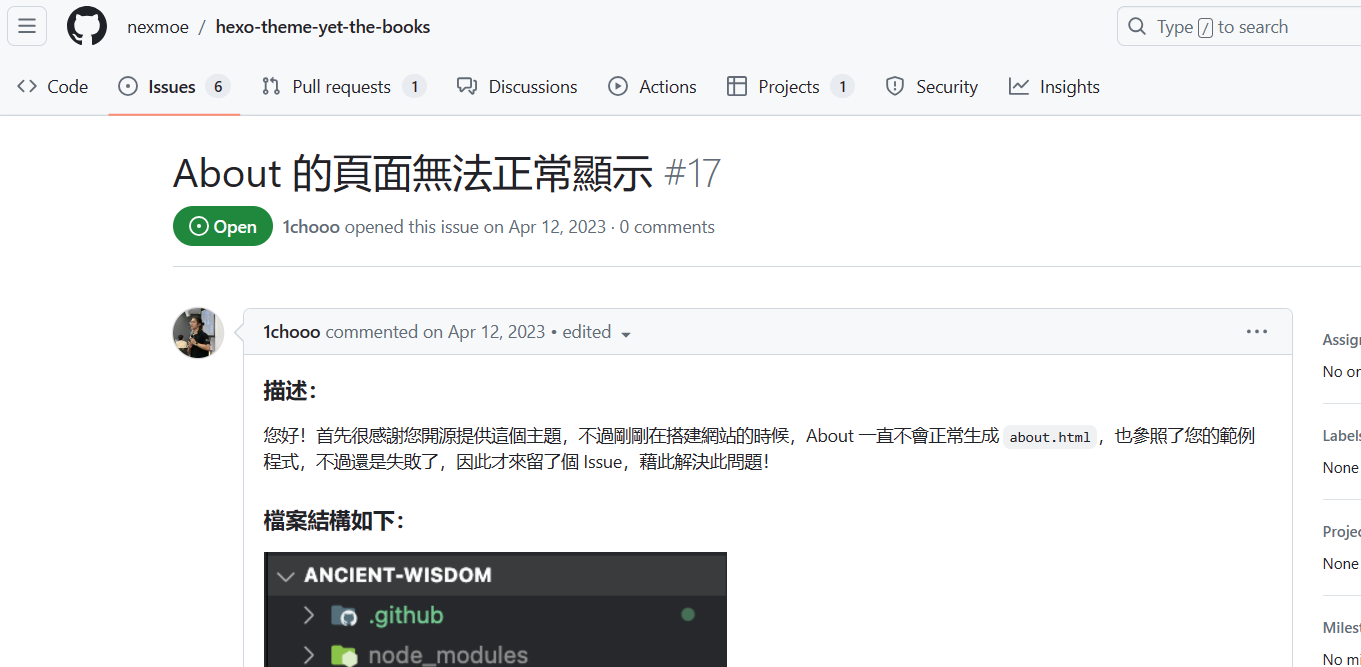 nexmoe / hexo-theme-yet-the-books
Type / to search
Code
Issues 6
Pull requests 1
Discussions
Actions
Projects 1
Security
Insights
About 的頁面無法正常顯示 #17
Open
1chooo opened this issue on Apr 12, 2023 · 0 comments
1chooo commented on Apr 12, 2023 • edited
描述：
您好！首先很感謝您開源提供這個主題，不過剛剛在搭建網站的時候，About 一直不會正常生成 about.html，也參照了您的範例
程式，不過還是失敗了，因此才來留了個 Issue，藉此解決此問題！
檔案結構如下：
ANCIENT-WISDOM
.github
node_modules
Assig
No or
Labels
None
Projec
None
Milest
No mi